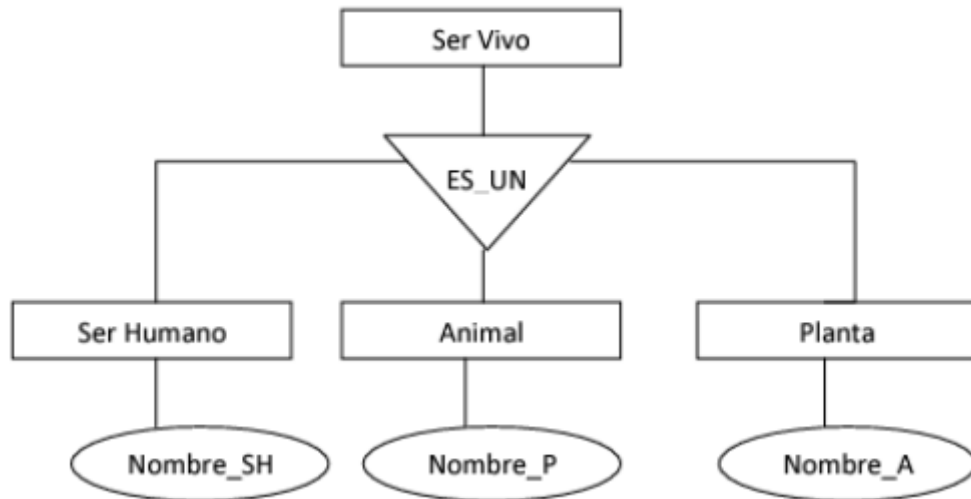 Ser Vivo
ES_UN
Ser Humano
Animal
Planta
Nombre_SH
Nombre_P
Nombre_A